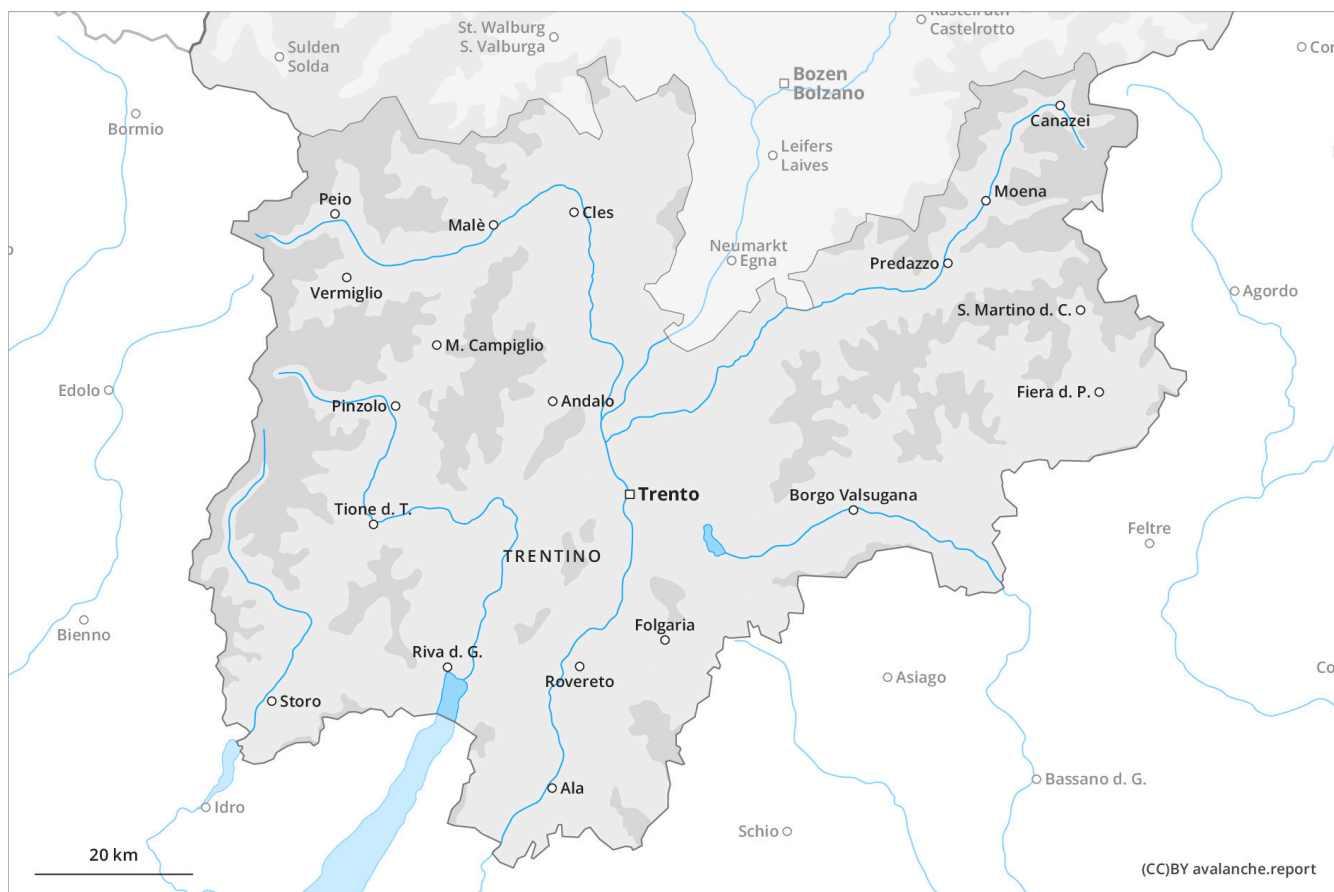 Kastelruth
Castelrotto
St. Walburg
S. Valburga
Sulden
Solda
Bozen
Bolzano
Bormio
Canazei
Leifers
Laives
Moena
Peio
Malè
Cles
Neumarkt
Egna
Predazzo
Vermiglio
Agordo
S. Martino d. C.
M. Campiglio
Edolo
Pinzolo
Andalo
Fiera d. P.
Trento
Borgo Valsugana
Tione d. T.
Feltre
TRENTINO
Bienno
Folgaria
Riva d. G.
Rovereto
Asiago
Storo
Bassano d. G.
Ala
Idro
Schio
20 km
(CC)BY avalanche.report